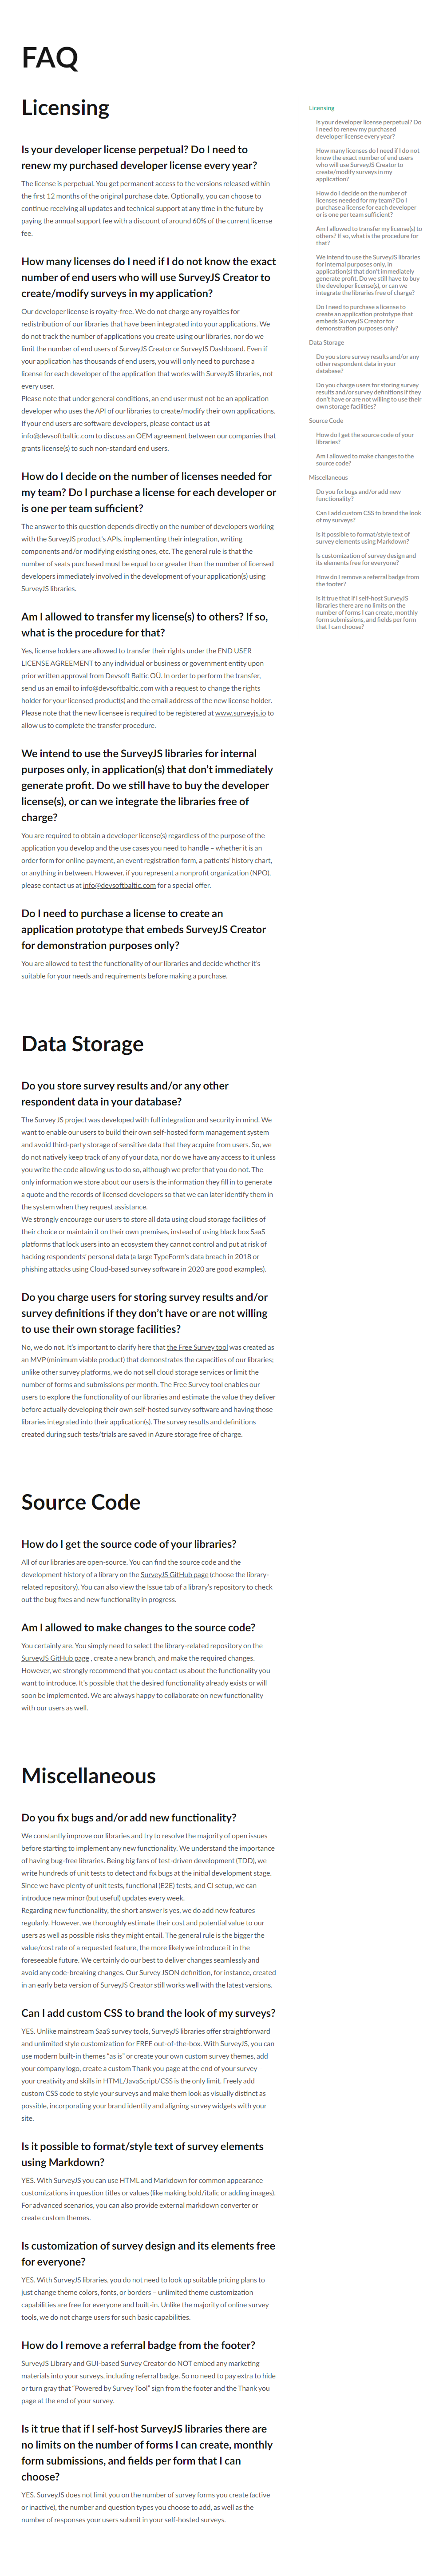 FAQ
Licensing
Is your developer license perpetual? Do I need to
renew my purchased developer license every year?
The license is perpetual. You get permanent access to the versions released within
the first 12 months of the original purchase date. Optionally, you can choose to
continue receiving all updates and technical support at any time in the future by
paying the annual support fee with a discount of around 60% of the current license
fee.
How many licenses do I need if I do not know the exact
number of end users who will use SurveyJS Creator to
create/modify surveys in my application?
Our developer license is royalty-free. We do not charge any royalties for
redistribution of our libraries that have been integrated into your applications. We
do not track the number of applications you create using our libraries, nor do we
limit the number of end users of SurveyJS Creator or SurveyJS Dashboard. Even if
your application has thousands of end users, you will only need to purchase a
license for each developer of the application that works with SurveyJS libraries, not
every user.
Please note that under general conditions, an end user must not be an application
developer who uses the API of our libraries to create/modify their own applications.
If your end users are software developers, please contact us at
info@devsoftbaltic.com to discuss an OEM agreement between our companies that
grants license(s) to such non-standard end users.
How do I decide on the number of licenses needed for
my team? Do I purchase a license for each developer or
is one per team sufficient?
The answer to this question depends directly on the number of developers working
with the SurveyJS product's APIs, implementing their integration, writing
components and/or modifying existing ones, etc. The general rule is that the
number of seats purchased must be equal to or greater than the number of licensed
developers immediately involved in the development of your application(s) using
SurveyJS libraries.
Am I allowed to transfer my license(s) to others? If so,
what is the procedure for that?
Yes, license holders are allowed to transfer their rights under the END USER
LICENSE AGREEMENT to any individual or business or government entity upon
prior written approval from Devsoft Baltic OÜ. In order to perform the transfer,
send us an email to info@devsoftbaltic.com with a request to change the rights
holder for your licensed product(s) and the email address of the new license holder.
Please note that the new licensee is required to be registered at www.surveyjs.io to
allow us to complete the transfer procedure.
We intend to use the SurveyJS libraries for internal
purposes only, in application(s) that don't immediately
generate profit. Do we still have to buy the developer
license(s), or can we integrate the libraries free of
charge?
You are required to obtain a developer license(s) regardless of the purpose of the
application you develop and the use cases you need to handle – whether it is an
order form for online payment, an event registration form, a patients' history chart,
or anything in between. However, if you represent a nonprofit organization (NPO),
please contact us at info@devsoftbaltic.com for a special offer.
Do I need to purchase a license to create an
application prototype that embeds SurveyJS Creator
for demonstration purposes only?
You are allowed to test the functionality of our libraries and decide whether it's
suitable for your needs and requirements before making a purchase.
Data Storage
Do you store survey results and/or any other
respondent data in your database?
The Survey JS project was developed with full integration and security in mind. We
want to enable our users to build their own self-hosted form management system
and avoid third-party storage of sensitive data that they acquire from users. So, we
do not natively keep track of any of your data, nor do we have any access to it unless
you write the code allowing us to do so, although we prefer that you do not. The
only information we store about our users is the information they fill in to generate
a quote and the records of licensed developers so that we can later identify them in
the system when they request assistance.
We strongly encourage our users to store all data using cloud storage facilities of
their choice or maintain it on their own premises, instead of using black box SaaS
platforms that lock users into an ecosystem they cannot control and put at risk of
hacking respondents' personal data (a large TypeForm's data breach in 2018 or
phishing attacks using Cloud-based survey software in 2020 are good examples).
Do you charge users for storing survey results and/or
survey definitions if they don't have or are not willing
to use their own storage facilities?
No, we do not. It's important to clarify here that the Free Survey tool was created as
an MVP (minimum viable product) that demonstrates the capacities of our libraries;
unlike other survey platforms, we do not sell cloud storage services or limit the
number of forms and submissions per month. The Free Survey tool enables our
users to explore the functionality of our libraries and estimate the value they deliver
before actually developing their own self-hosted survey software and having those
libraries integrated into their application(s). The survey results and definitions
created during such tests/trials are saved in Azure storage free of charge.
Source Code
How do I get the source code of your libraries?
All of our libraries are open-source. You can find the source code and the
development history of a library on the SurveyJS GitHub page (choose the library-
related repository). You can also view the Issue tab of a library's repository to check
out the bug fixes and new functionality in progress.
Am I allowed to make changes to the source code?
You certainly are. You simply need to select the library-related repository on the
SurveyJS GitHub page , create a new branch, and make the required changes.
However, we strongly recommend that you contact us about the functionality you
want to introduce. It's possible that the desired functionality already exists or will
soon be implemented. We are always happy to collaborate on new functionality
with our users as well.
Miscellaneous
Do you fix bugs and/or add new functionality?
We constantly improve our libraries and try to resolve the majority of open issues
before starting to implement any new functionality. We understand the importance
of having bug-free libraries. Being big fans of test-driven development (TDD), we
write hundreds of unit tests to detect and fix bugs at the initial development stage.
Since we have plenty of unit tests, functional (E2E) tests, and CI setup, we can
introduce new minor (but useful) updates every week.
Regarding new functionality, the short answer is yes, we do add new features
regularly. However, we thoroughly estimate their cost and potential value to our
users as well as possible risks they might entail. The general rule is the bigger the
value/cost rate of a requested feature, the more likely we introduce it in the
foreseeable future. We certainly do our best to deliver changes seamlessly and
avoid any code-breaking changes. Our Survey JSON definition, for instance, created
in an early beta version of SurveyJS Creator still works well with the latest versions.
Can I add custom CSS to brand the look of my surveys?
YES. Unlike mainstream SaaS survey tools, SurveyJS libraries offer straightforward
and unlimited style customization for FREE out-of-the-box. With SurveyJS, you can
use modern built-in themes "as is" or create your own custom survey themes, add
your company logo, create a custom Thank you page at the end of your survey –
your creativity and skills in HTML/JavaScript/CSS is the only limit. Freely add
custom CSS code to style your surveys and make them look as visually distinct as
possible, incorporating your brand identity and aligning survey widgets with your
site.
Is it possible to format/style text of survey elements
using Markdown?
YES. With SurveyJS you can use HTML and Markdown for common appearance
customizations in question titles or values (like making bold/italic or adding images).
For advanced scenarios, you can also provide external markdown converter or
create custom themes.
Is customization of survey design and its elements free
for everyone?
YES. With SurveyJS libraries, you do not need to look up suitable pricing plans to
just change theme colors, fonts, or borders – unlimited theme customization
capabilities are free for everyone and built-in. Unlike the majority of online survey
tools, we do not charge users for such basic capabilities.
How do I remove a referral badge from the footer?
SurveyJS Library and GUI-based Survey Creator do NOT embed any marketing
materials into your surveys, including referral badge. So no need to pay extra to hide
or turn gray that "Powered by Survey Tool" sign from the footer and the Thank you
page at the end of your survey.
Is it true that if I self-host SurveyJS libraries there are
no limits on the number of forms I can create, monthly
form submissions, and fields per form that I can
choose?
YES. SurveyJS does not limit you on the number of survey forms you create (active
or inactive), the number and question types you choose to add, as well as the
number of responses your users submit in your self-hosted surveys.
Licensing
Is your developer license perpetual? Do
I need to renew my purchased
developer license every year?
How many licenses do I need if I do not
know the exact number of end users
who will use SurveyJS Creator to
create/modify surveys in my
application?
How do I decide on the number of
licenses needed for my team? Do I
purchase a license for each developer
or is one per team sufficient?
Am I allowed to transfer my license(s) to
others? If so, what is the procedure for
that?
We intend to use the SurveyJS libraries
for internal purposes only, in
application(s) that don't immediately
generate profit. Do we still have to buy
the developer license(s), or can we
integrate the libraries free of charge?
Do I need to purchase a license to
create an application prototype that
embeds SurveyJS Creator for
demonstration purposes only?
Data Storage
Do you store survey results and/or any
other respondent data in your
database?
Do you charge users for storing survey
results and/or survey definitions if they
don't have or are not willing to use their
own storage facilities?
Source Code
How do I get the source code of your
libraries?
Am I allowed to make changes to the
source code?
Miscellaneous
Do you fix bugs and/or add new
functionality?
Can I add custom CSS to brand the look
of my surveys?
Is it possible to format/style text of
survey elements using Markdown?
Is customization of survey design and
its elements free for everyone?
How do I remove a referral badge from
the footer?
Is it true that if I self-host SurveyJS
libraries there are no limits on the
number of forms I can create, monthly
form submissions, and fields per form
that I can choose?